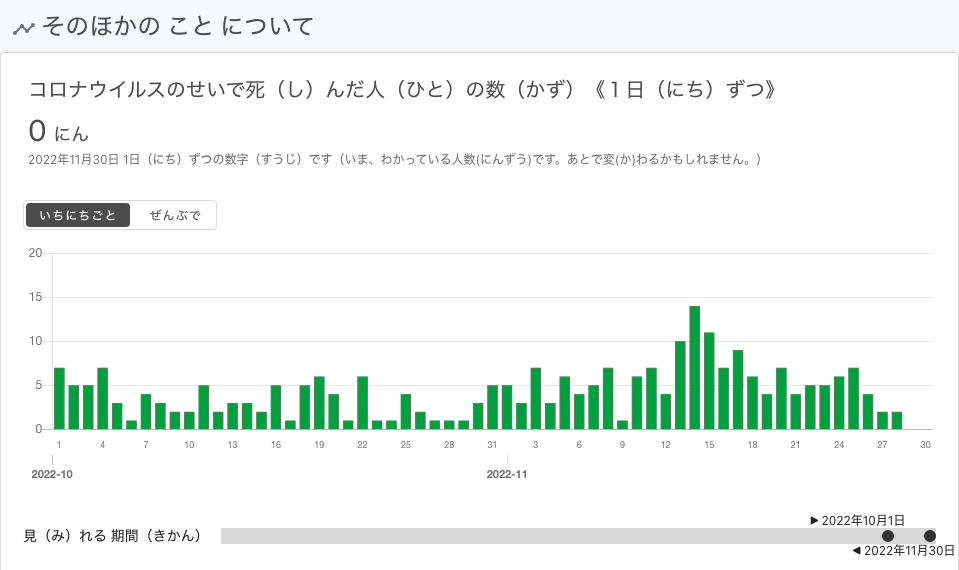 そのほかの こと について
コロナウイルスのせいで死（し）んだ人（ひと）の数（かず）《１日（にち）ずつ》
0 にん
2022年11月30日 1日（にち）ずつの数字（すうじ）です（いま、わかっている人数(にんずう)です。あとで変(か)わるかもしれません。）
いちにちごと ぜんぶで
20
15
10
5
0
1 4 7 10 13 16 19 22 25 28 31 3 6 9 12 15 18 21 24 27 30
2022-10 2022-11
▶ 2022年10月1日
見（み）れる 期間（きかん）
◀ 2022年11月30日